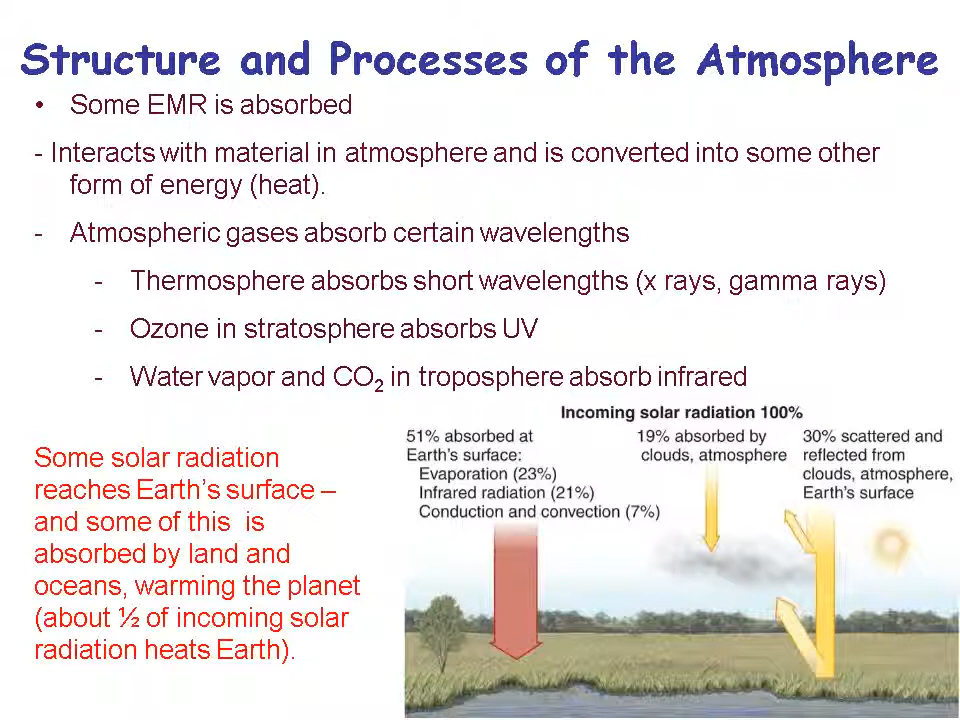 Structure and Processes of the Atmosphere
• Some EMR is absorbed
- Interacts with material in atmosphere and is converted into some other
form of energy (heat).
- Atmospheric gases absorb certain wavelengths
- Thermosphere absorbs short wavelengths (x rays, gamma rays)
- Ozone in stratosphere absorbs UV
- Water vapor and CO₂ in troposphere absorb infrared
Some solar radiation
reaches Earth's surface –
and some of this is
absorbed by land and
oceans, warming the planet
(about ½ of incoming solar
radiation heats Earth).
Incoming solar radiation 100%
51% absorbed at
Earth's surface:
Evaporation (23%)
Infrared radiation (21%)
Conduction and convection (7%)
19% absorbed by
clouds, atmosphere
30% scattered and
reflected from
clouds, atmosphere,
Earth's surface